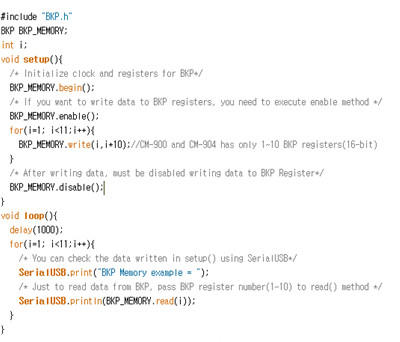 #include "BKP.h"
BKP BKP_MEMORY;
int i;
void setup(){
/* Initialize clock and registers for BKP*/
BKP_MEMORY.begin();
/* If you want to write data to BKP registers, you need to execute enable method */
BKP_MEMORY.enable();
for(i=1; i<11;i++){
BKP_MEMORY.write(i,i+10);//CM-900 and CM-904 has only 1~10 BKP registers(16-bit)
}
/* After writing data, must be disabled writing data to BKP Register*/
BKP_MEMORY.disable();
}
void loop(){
delay(1000);
for(i=1; i<11;i++){
/* You can check the data written in setup() using SerialUSB*/
SerialUSB.print("BKP Memory example = ");
/* Just to read data from BKP, pass BKP register number(1~10) to read() method */
SerialUSB.println(BKP_MEMORY.read(i));
}
}